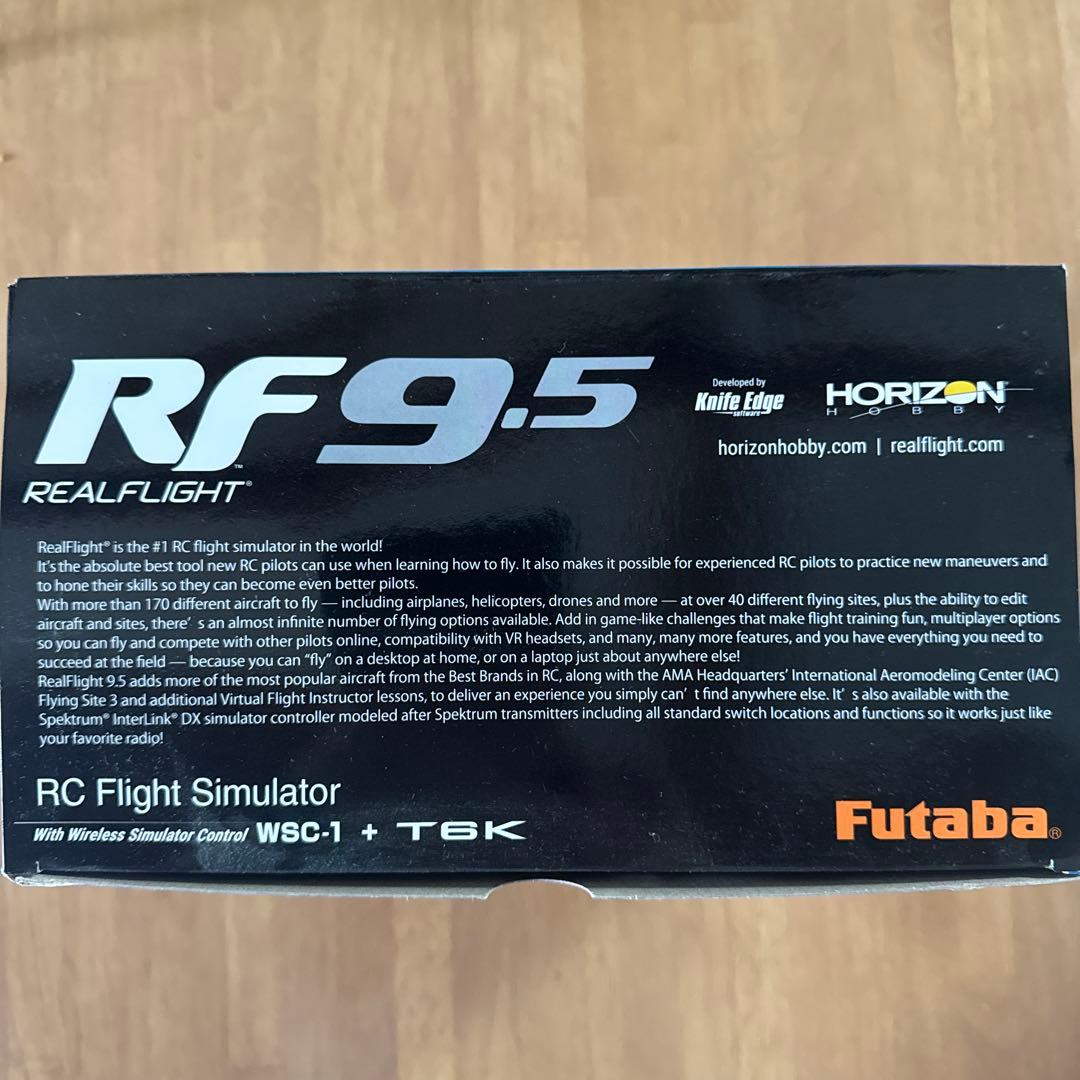 RF9.5
™
REALFLIGHT®
Developed by
Knife Edge
software
HORIZON
HOBBY
horizonhobby.com | realflight.com
RealFlight® is the #1 RC flight simulator in the world!
It's the absolute best tool new RC pilots can use when learning how to fly. It also makes it possible for experienced RC pilots to practice new maneuvers and
to hone their skills so they can become even better pilots.
With more than 170 different aircraft to fly — including airplanes, helicopters, drones and more — at over 40 different flying sites, plus the ability to edit
aircraft and sites, there' s an almost infinite number of flying options available. Add in game-like challenges that make flight training fun, multiplayer options
so you can fly and compete with other pilots online, compatibility with VR headsets, and many, many more features, and you have everything you need to
succeed at the field — because you can “fly” on a desktop at home, or on a laptop just about anywhere else!
RealFlight 9.5 adds more of the most popular aircraft from the Best Brands in RC, along with the AMA Headquarters’ International Aeromodeling Center (IAC)
Flying Site 3 and additional Virtual Flight Instructor lessons, to deliver an experience you simply can’ t find anywhere else. It’ s also available with the
Spektrum® InterLink® DX simulator controller modeled after Spektrum transmitters including all standard switch locations and functions so it works just like
your favorite radio!
RC Flight Simulator
With Wireless Simulator Control WSC-1 + T6K
Futaba®